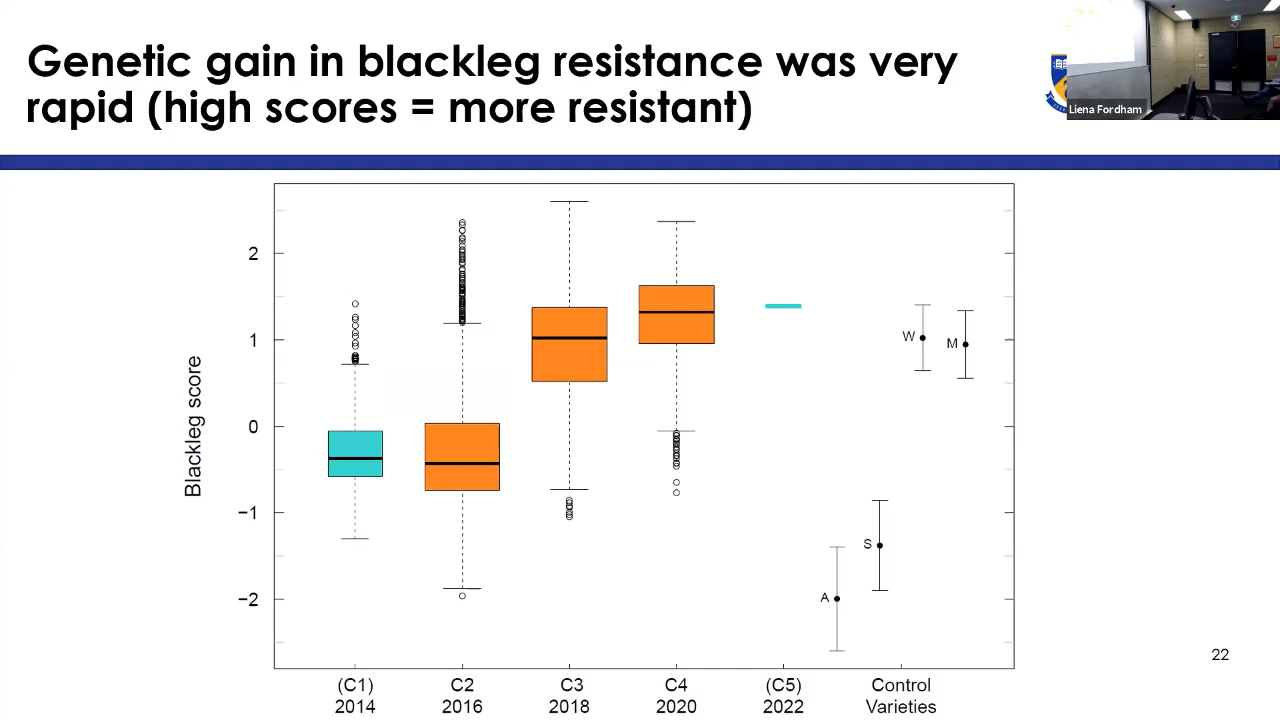 Genetic gain in blackleg resistance was very
rapid (high scores = more resistant)
Liena Fordham
Blackleg score
2
1
0
−1
−2
W
M
S
A
(C1)
2014
C2
2016
C3
2018
C4
2020
(C5)
2022
Control
Varieties
22